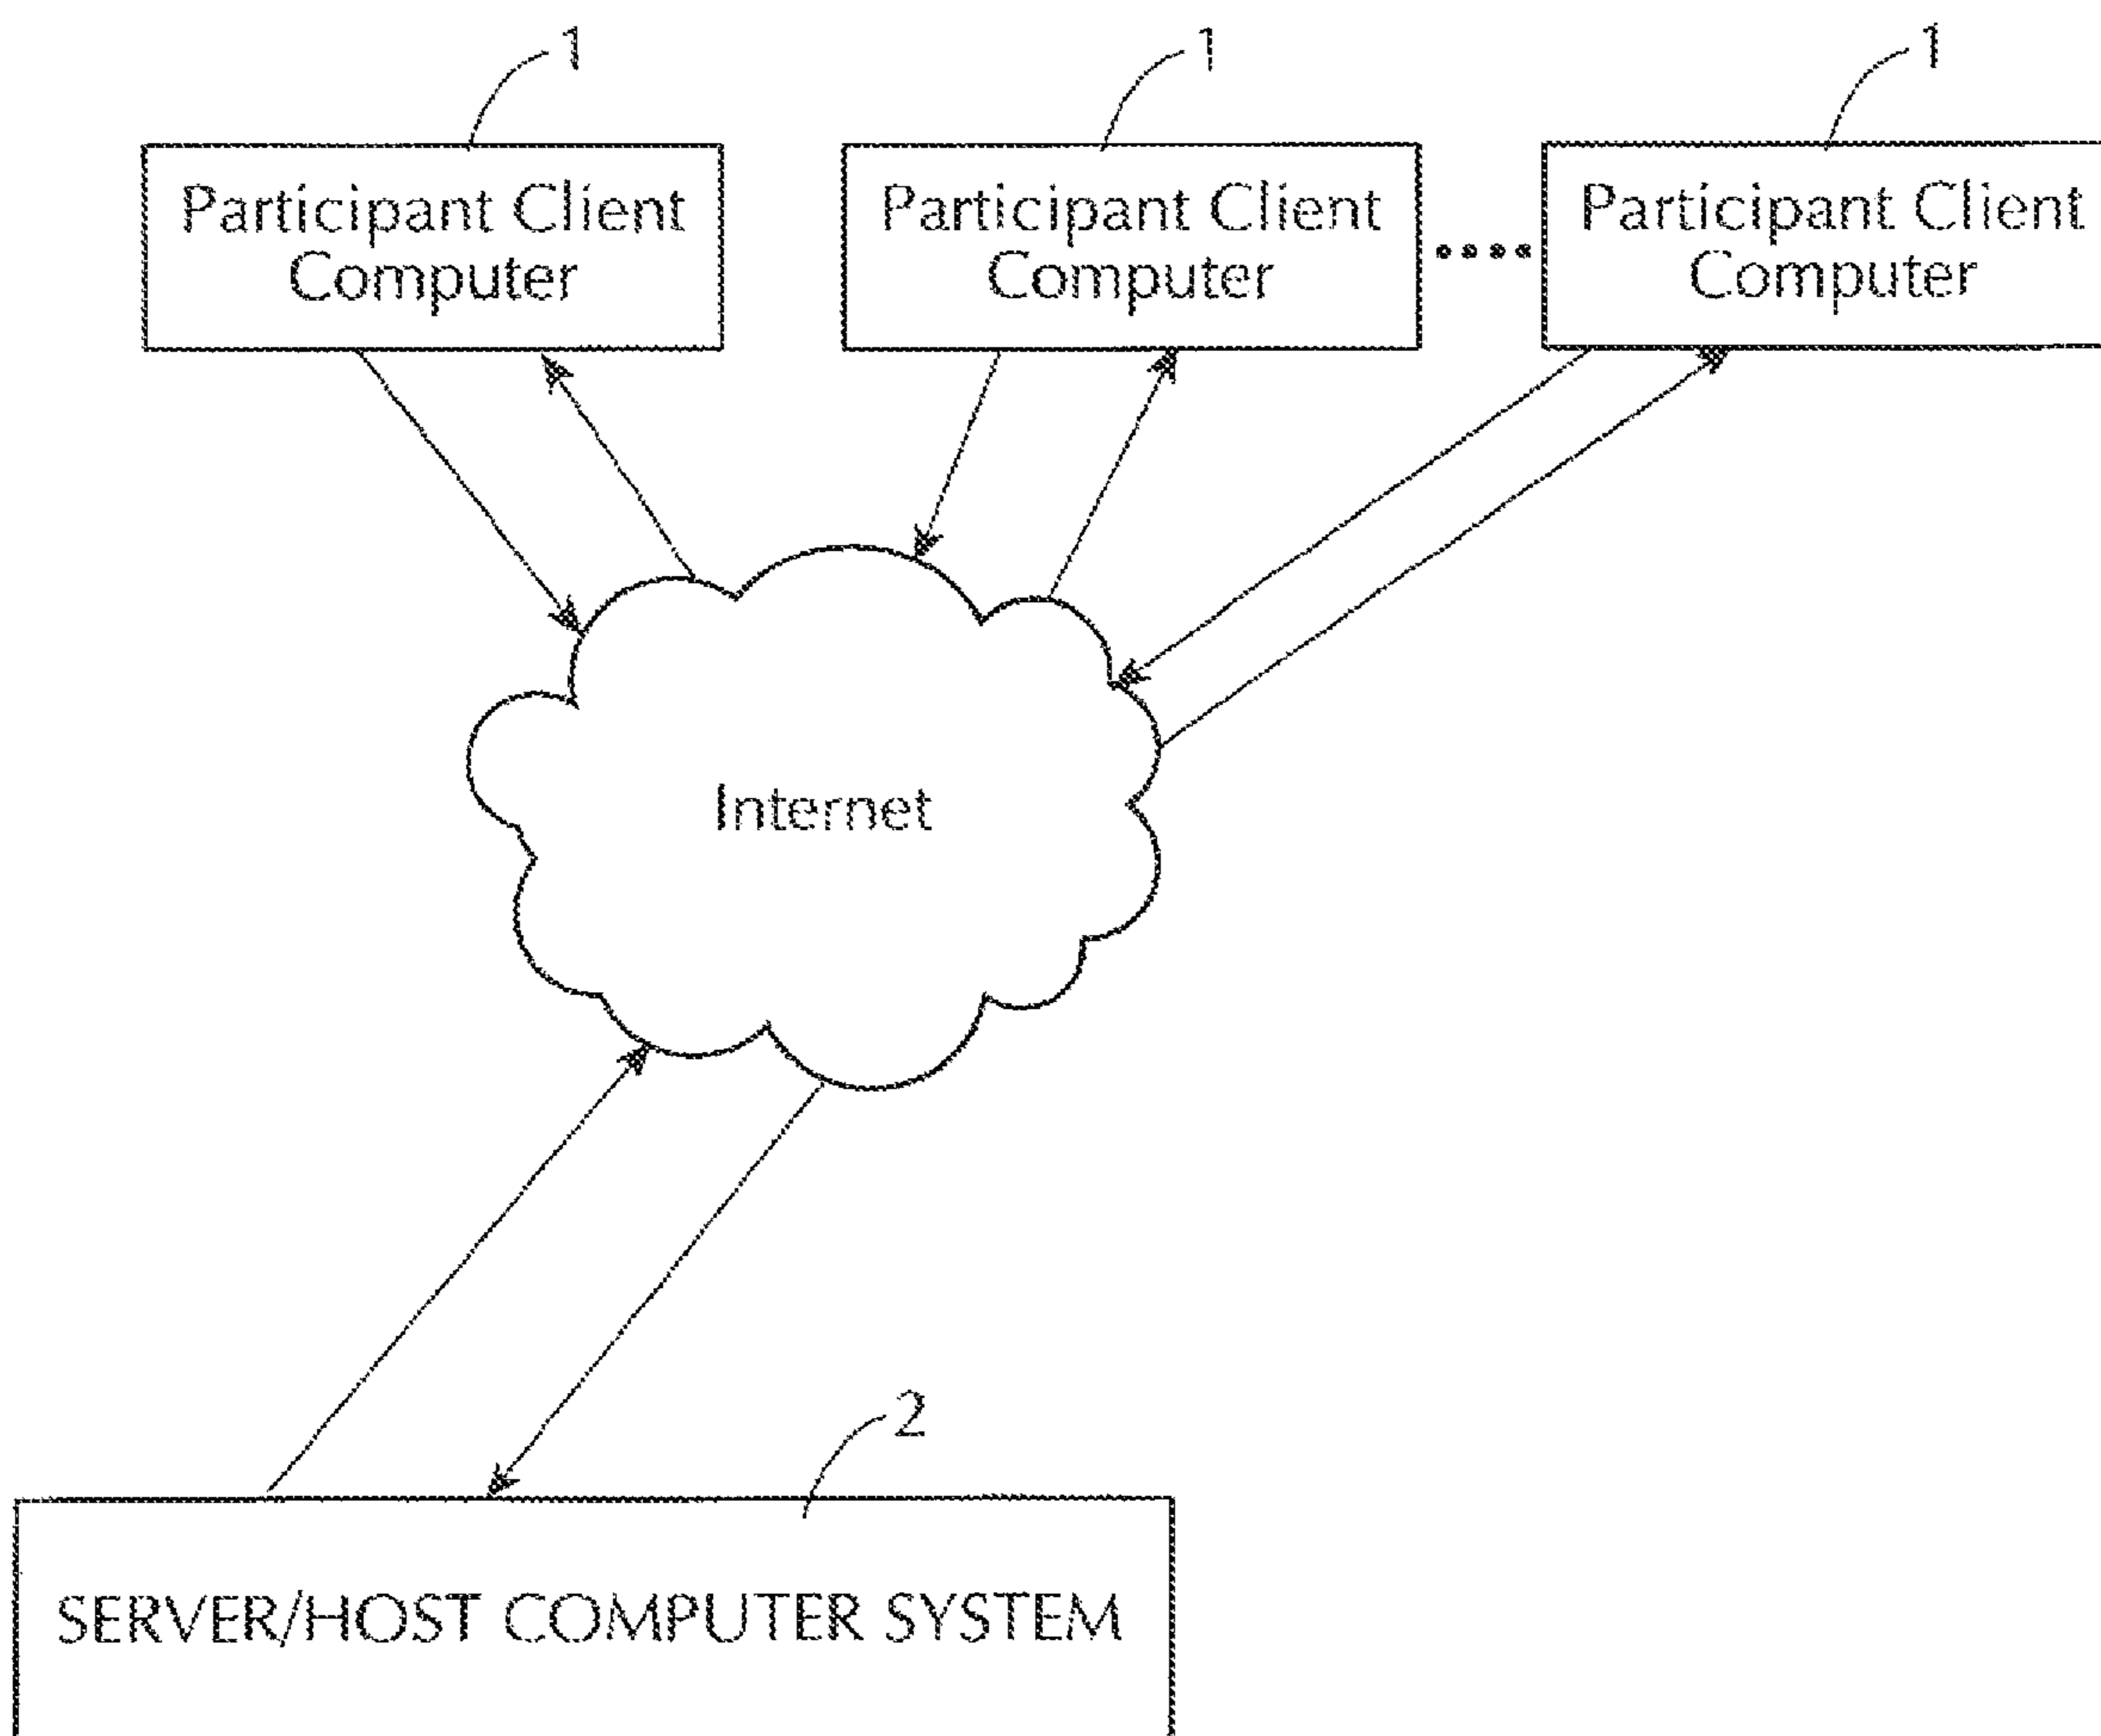 1
1
1
Participant Client
Computer
Participant Client
Computer
Participant Client
Computer
Internet
2
SERVER/HOST COMPUTER SYSTEM